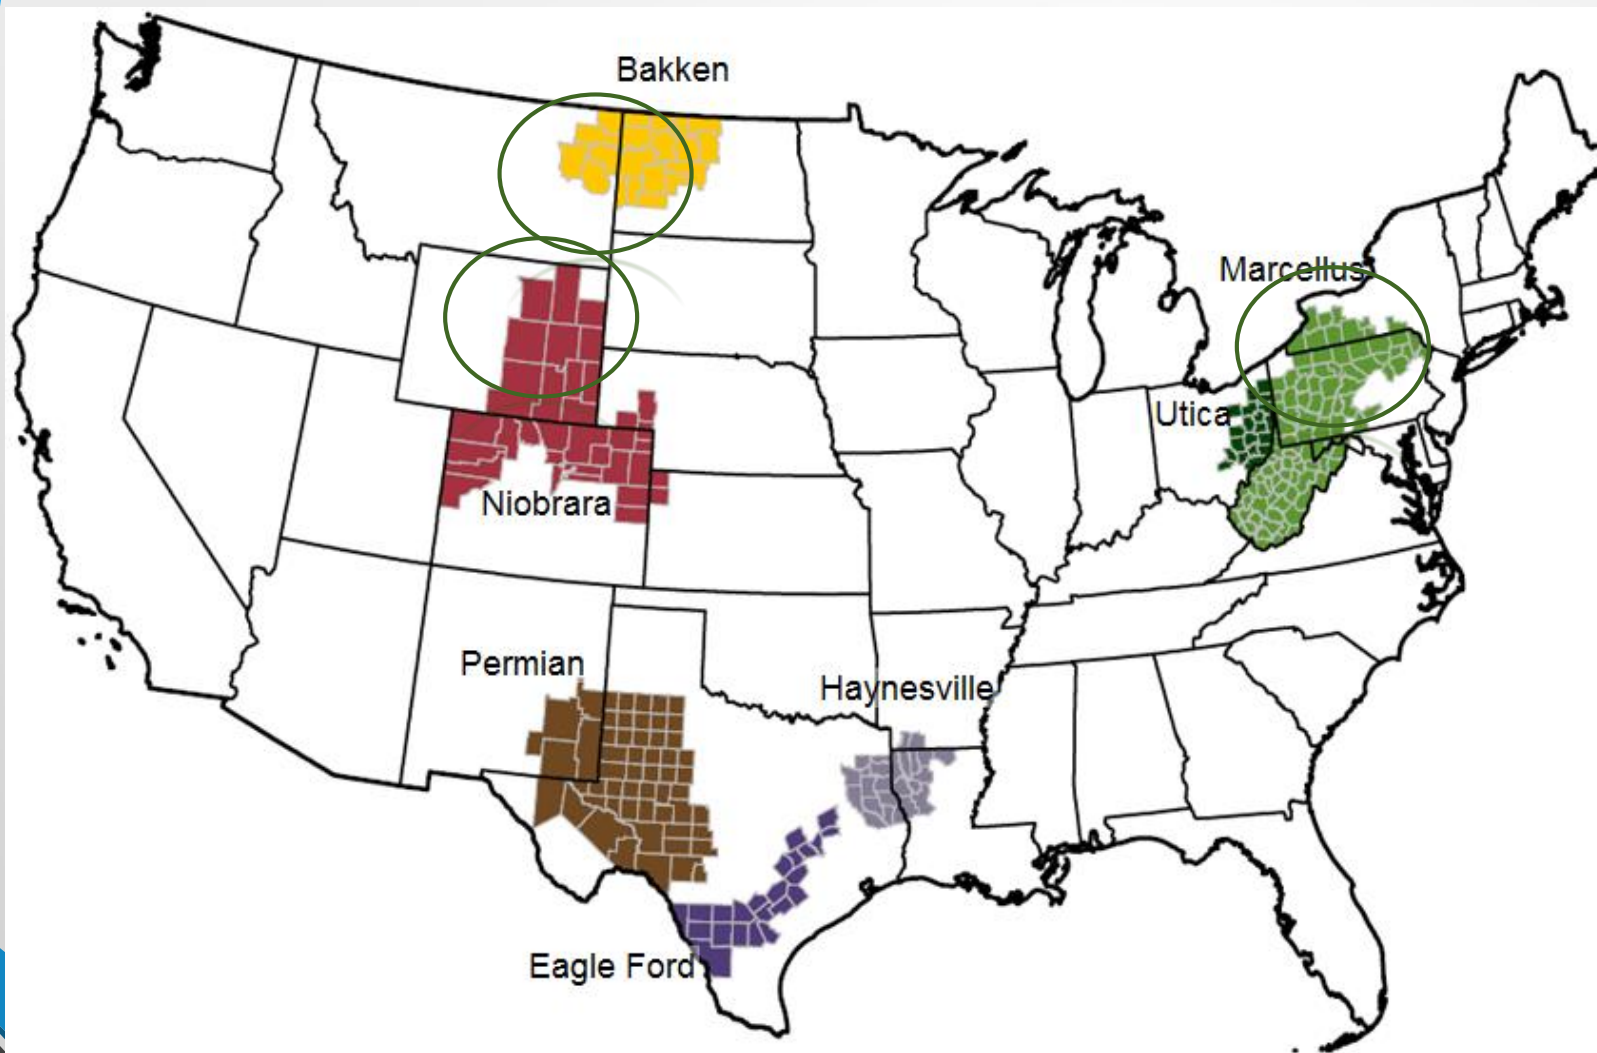 Bakken
Marcellus
Utica
Niobrara
Permian
Haynesville
Eagle Ford